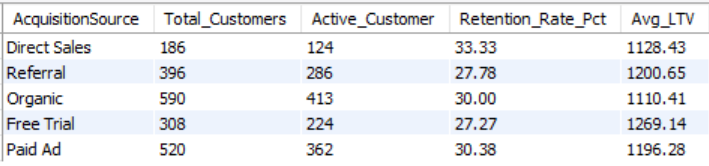 AcquisitionSource Total_Customers Active_Customer Retention_Rate_Pct Avg_LTV
Direct Sales 186 124 33.33 1128.43
Referral 396 286 27.78 1200.65
Organic 590 413 30.00 1110.41
Free Trial 308 224 27.27 1269.14
Paid Ad 520 362 30.38 1196.28